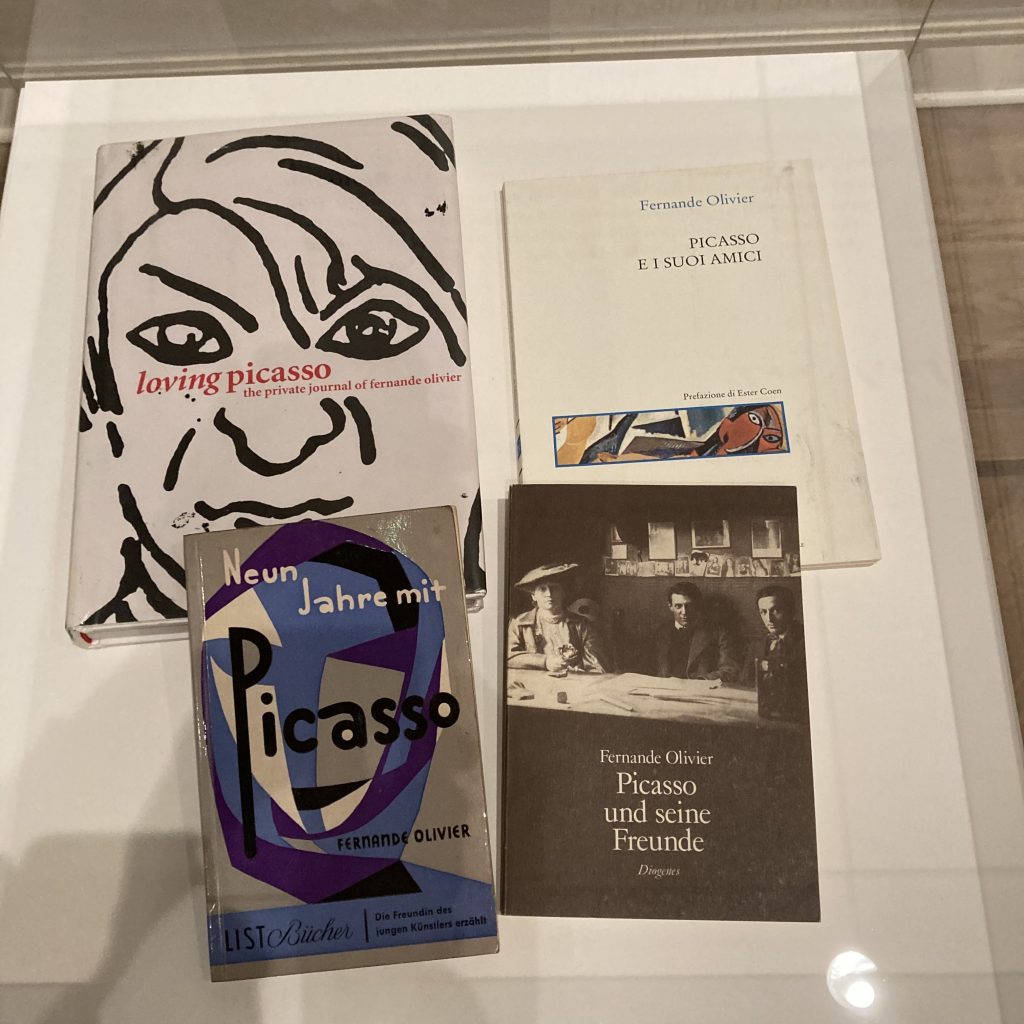 loving picasso
the private journal of fernande olivier
Fernande Olivier
PICASSO
E I SUOI AMICI
Prefazione di Ester Coen
Neun
Jahre mit
Picasso
FERNANDE OLIVIER
LIST Bücher
Die Freundin des
jungen Künstlers erzählt
Fernande Olivier
Picasso
und seine
Freunde
Diogenes